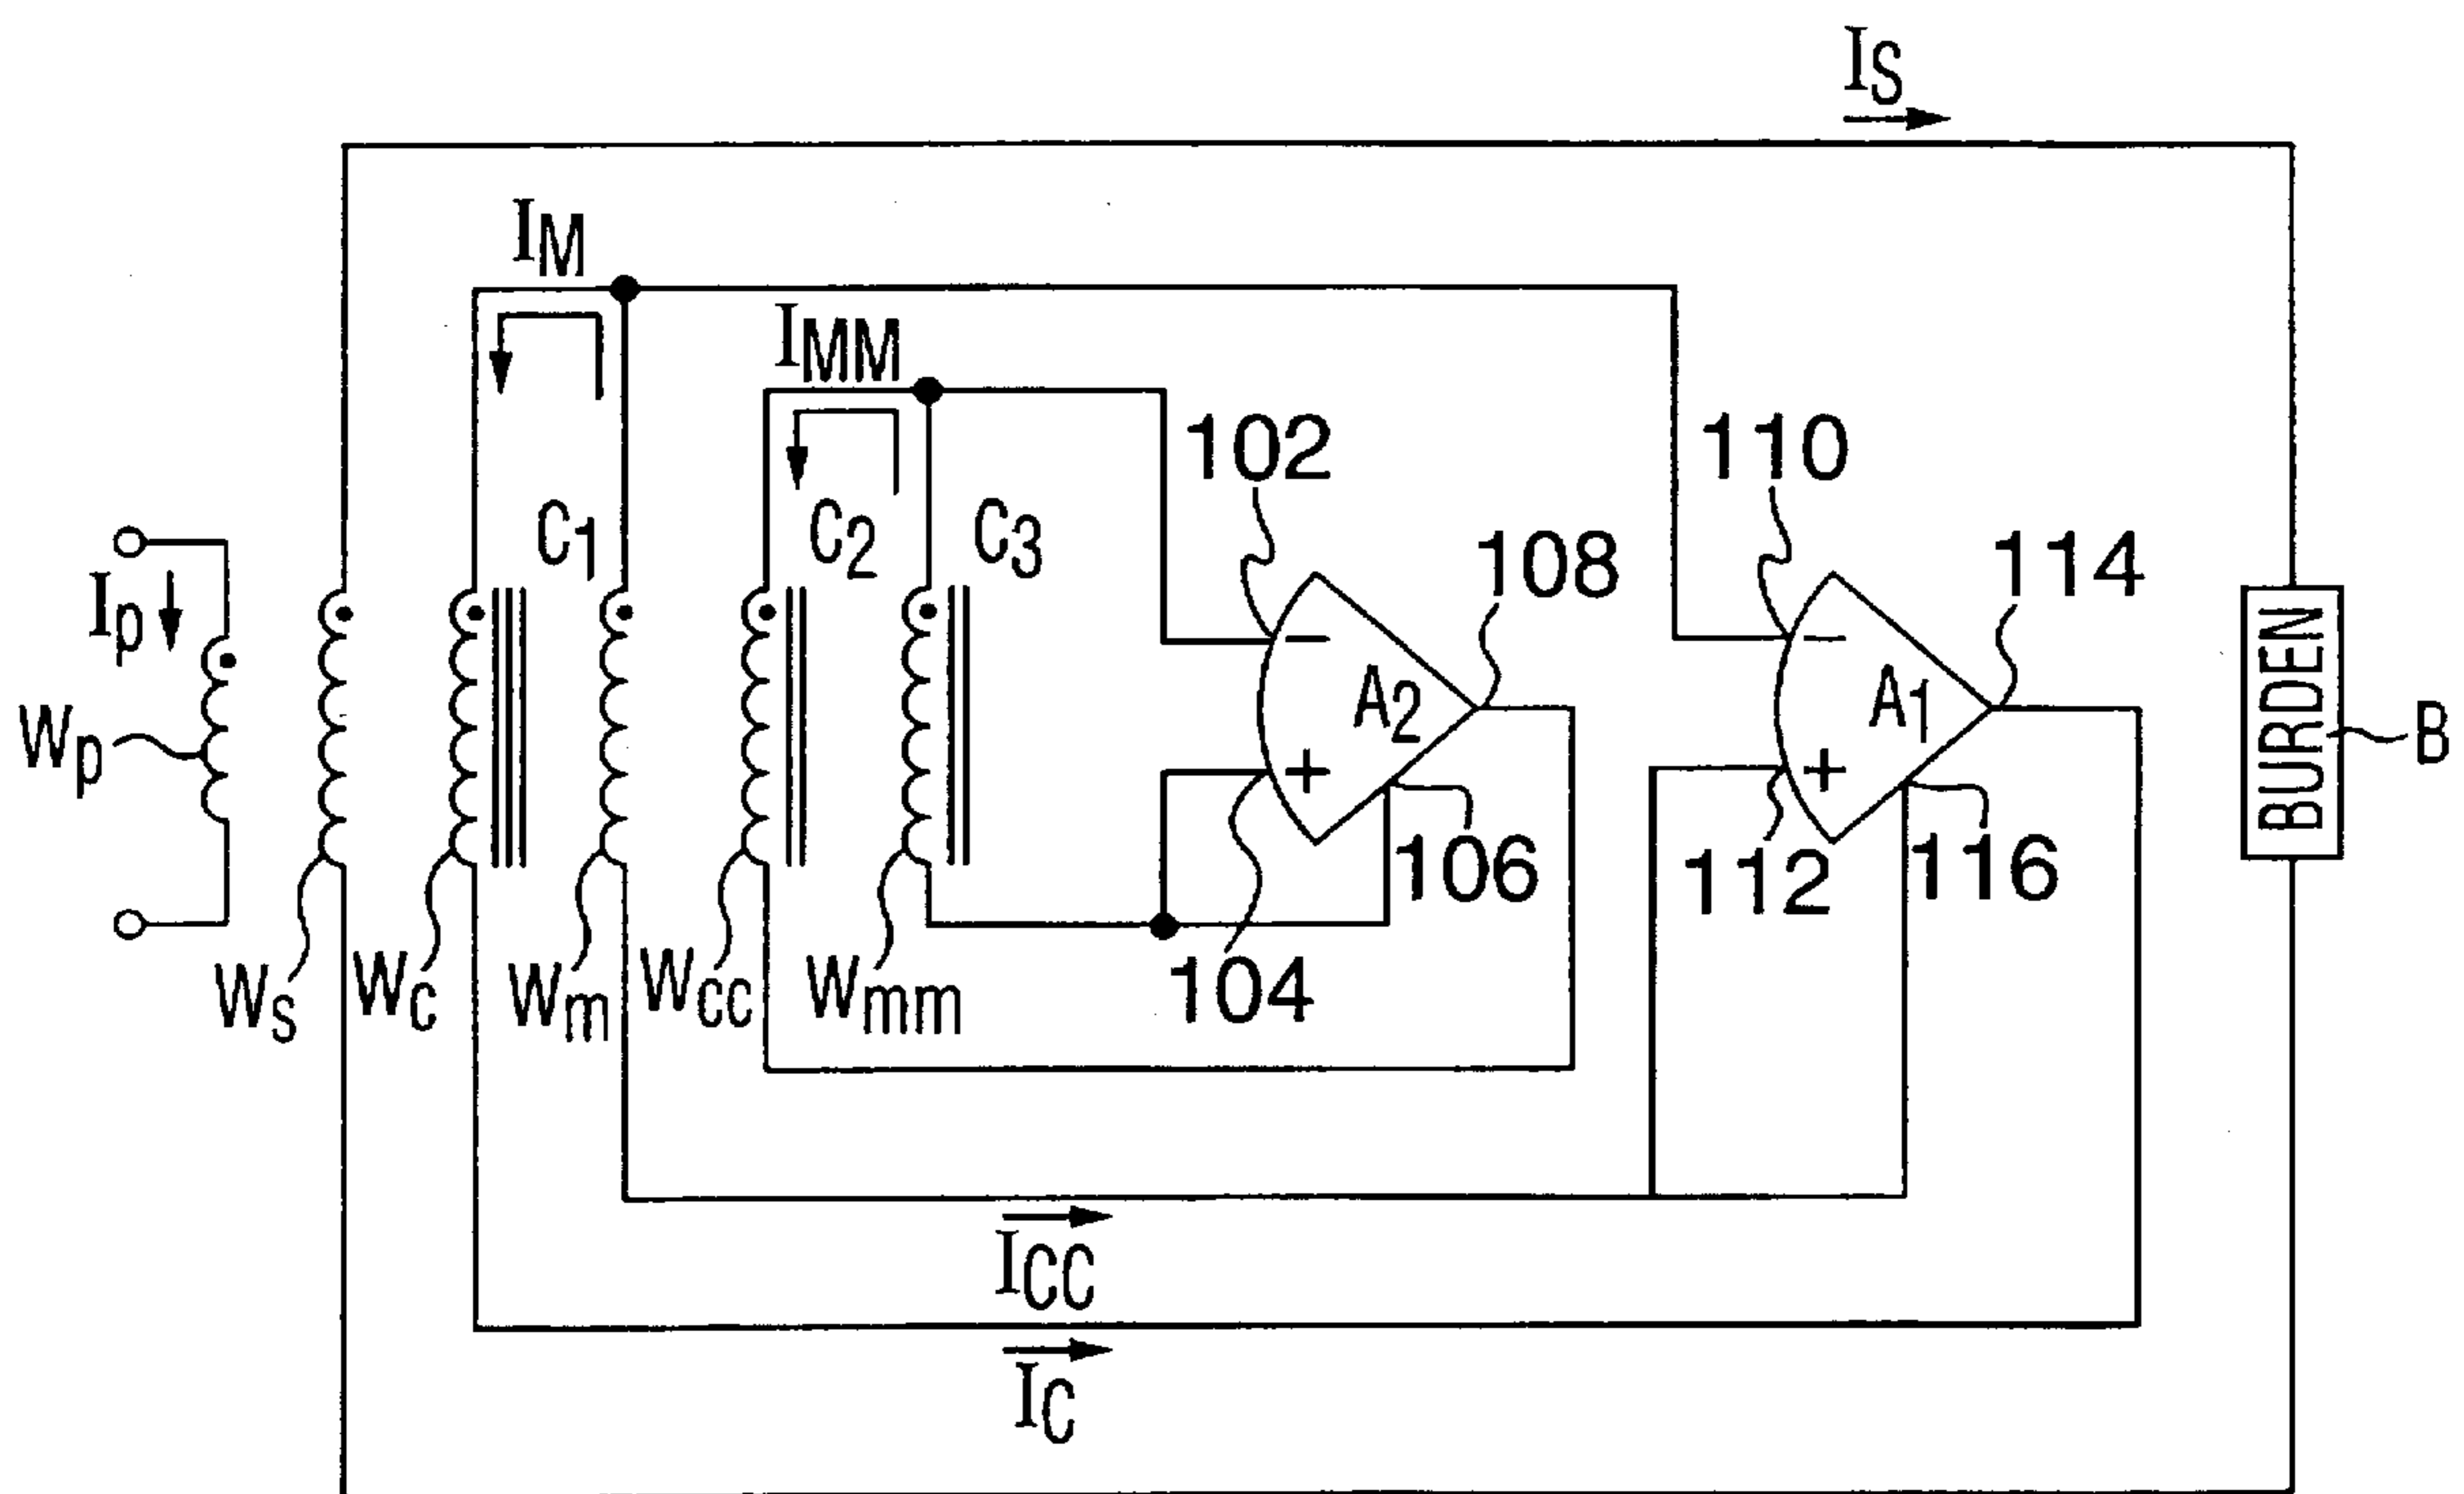 IS
IM
IMM
102
110
C1
C2
C3
108
114
Ip
−
−
BURDEN
A2
A1
Wp
B
+
+
106
112
116
Ws
Wc
Wm
Wcc
Wmm
104
ICC
IC